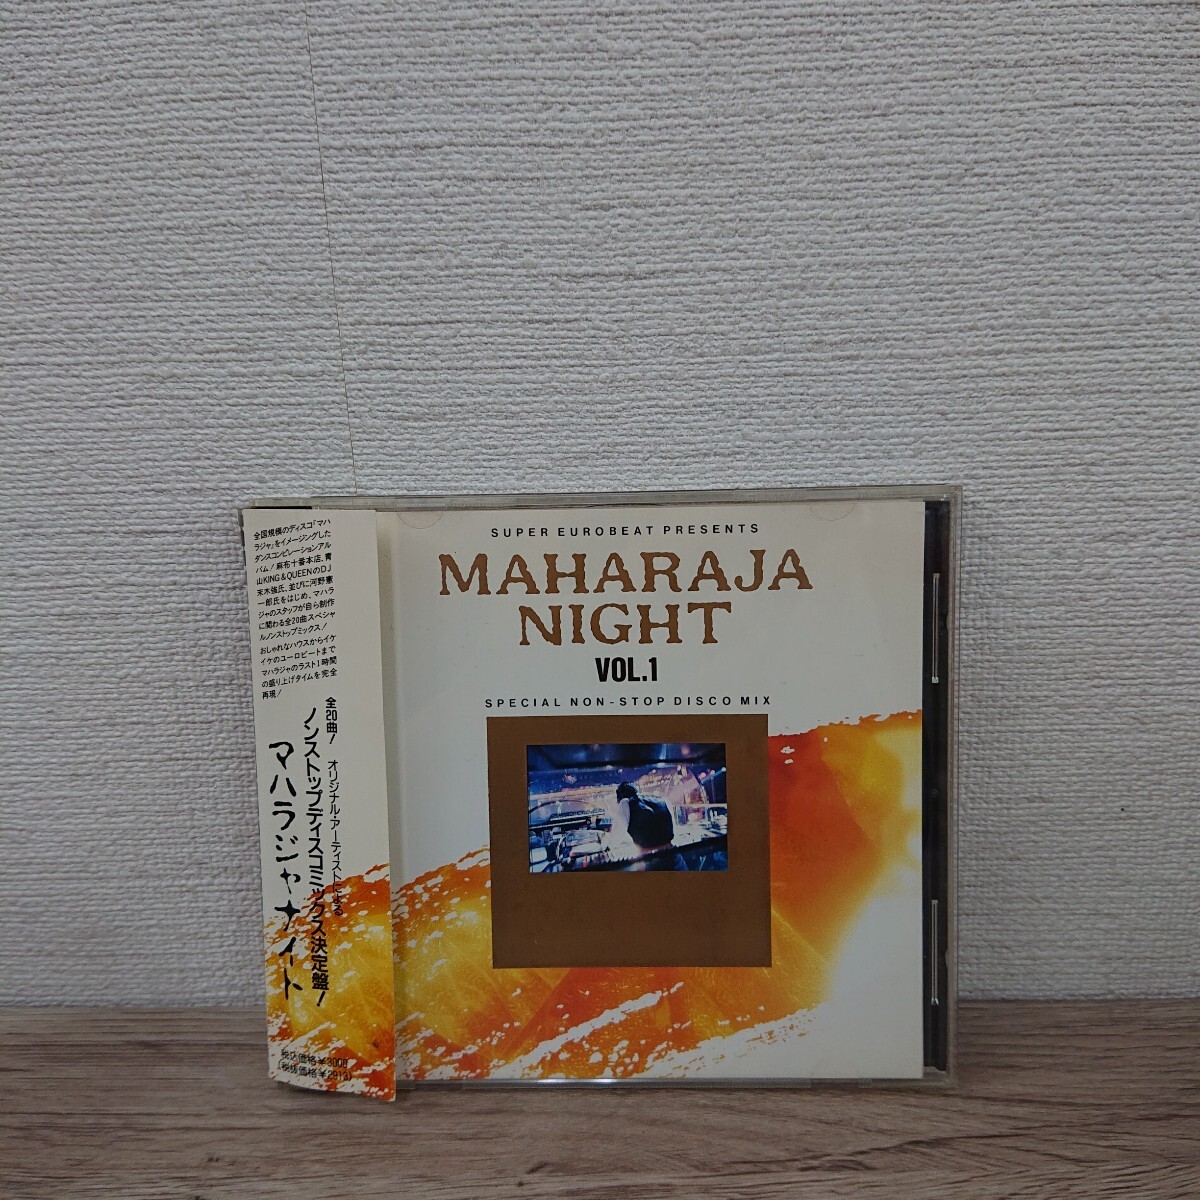 全国規模のディスコ「マハ
ラジャ」をイメージングした
ダンスコンピレーションアル
バム!麻布十番本店、青
山KING&QUEENのDJ
末木強氏、並びに河野憲
一郎氏をはじめ、マハラ
ジャのスタッフが自ら制作
に関わる全20曲スペシャ
ルノンストップミックス!
おしゃれなハウスからイケ
イケのユーロビートまで
マハラジャのラスト1時間
の盛り上げタイムを完全
再現!
全20曲! オリジナル・アーティストによる
ノンストップディスコミックス決定盤!
マハラジャナイト
税込価格¥3008
(税抜価格¥2913)
SUPER EUROBEAT PRESENTS
MAHARAJA
NIGHT
VOL.1
SPECIAL NON-STOP DISCO MIX